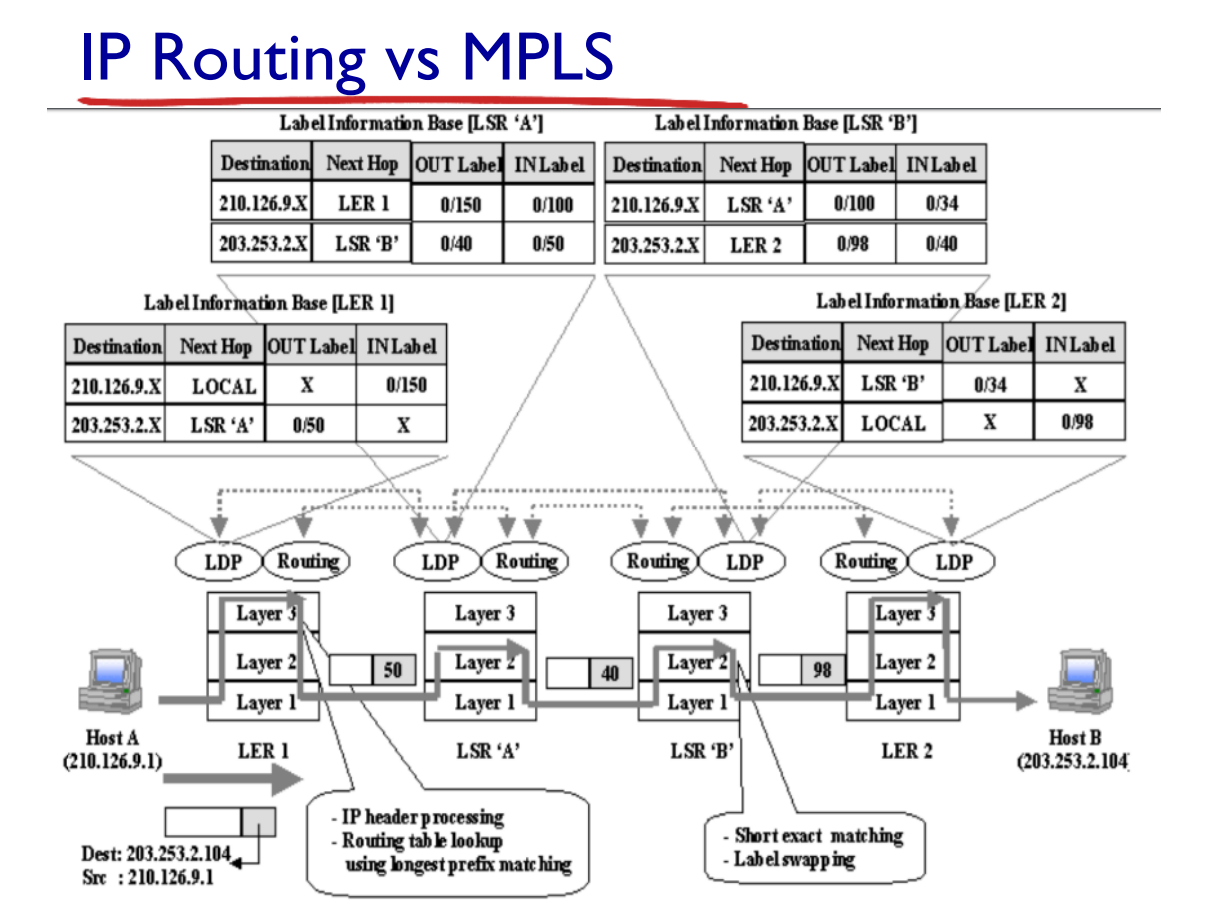 IP Routing vs MPLS
Label Information Base [LSR ‘A’]
Destination Next Hop OUT Label IN Label
210.126.9.X LER 1 0/150 0/100
203.253.2.X LSR ‘B’ 0/40 0/50
Label Information Base [LSR ‘B’]
Destination Next Hop OUT Label IN Label
210.126.9.X LSR ‘A’ 0/100 0/34
203.253.2.X LER 2 0/98 0/40
Label Information Base [LER 1]
Destination Next Hop OUT Label IN Label
210.126.9.X LOCAL X 0/150
203.253.2.X LSR ‘A’ 0/50 X
Label Information Base [LER 2]
Destination Next Hop OUT Label IN Label
210.126.9.X LSR ‘B’ 0/34 X
203.253.2.X LOCAL X 0/98
LDP Routing LDP Routing Routing LDP Routing LDP
Layer 3 Layer 3 Layer 3 Layer 3
Layer 2 50 Layer 2 40 Layer 2 98 Layer 2
Layer 1 Layer 1 Layer 1 Layer 1
Host A
(210.126.9.1)
LER 1 LSR ‘A’ LSR ‘B’ LER 2
Host B
(203.253.2.104)
Dest: 203.253.2.104
Src : 210.126.9.1
- IP header processing
- Routing table lookup
using longest prefix matching
- Short exact matching
- Label swapping